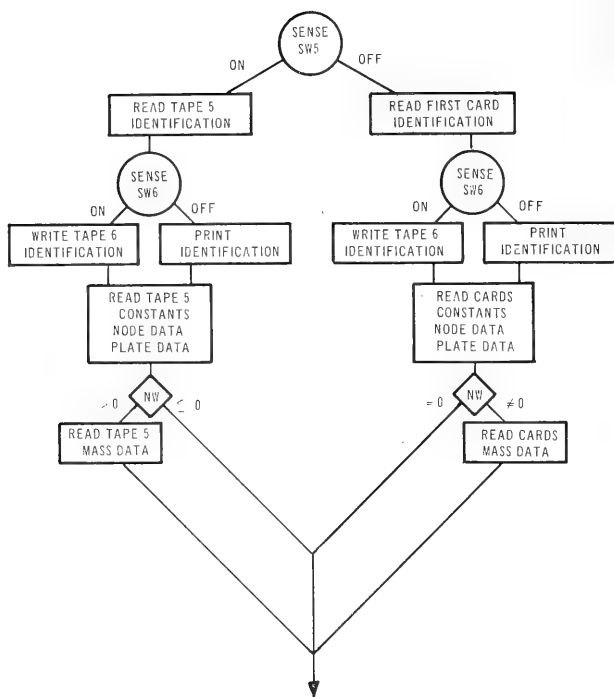 SENSE
SW5
ON
OFF
READ TAPE 5
IDENTIFICATION
READ FIRST CARD
IDENTIFICATION
SENSE
SW6
ON
OFF
SENSE
SW6
ON
OFF
WRITE TAPE 6
IDENTIFICATION
PRINT
IDENTIFICATION
WRITE TAPE 6
IDENTIFICATION
PRINT
IDENTIFICATION
READ TAPE 5
CONSTANTS
NODE DATA
PLATE DATA
READ CARDS
CONSTANTS
NODE DATA
PLATE DATA
> 0
NW
≤ 0
= 0
NW
≠ 0
READ TAPE 5
MASS DATA
READ CARDS
MASS DATA